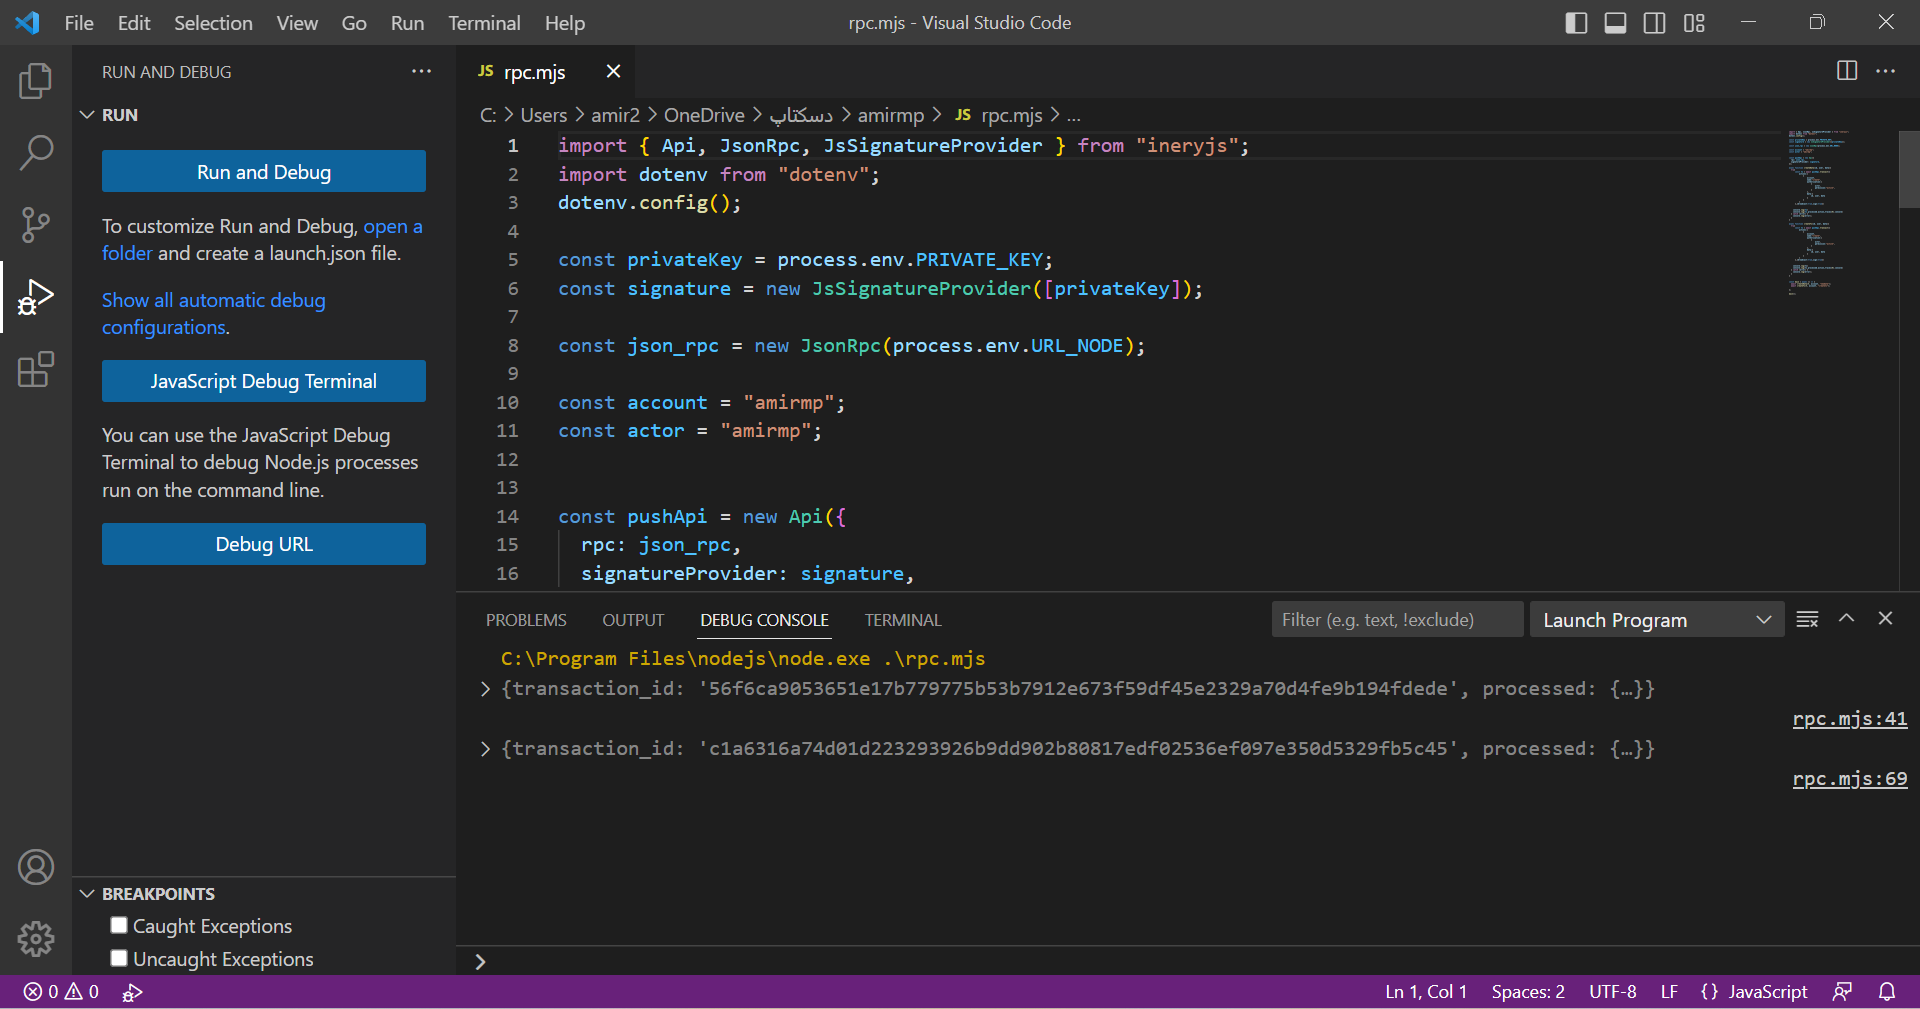 File Edit Selection View Go Run Terminal Help
rpc.mjs - Visual Studio Code
RUN AND DEBUG
RUN
Run and Debug
To customize Run and Debug, open a
folder and create a launch.json file.
Show all automatic debug
configurations.
JavaScript Debug Terminal
You can use the JavaScript Debug
Terminal to debug Node.js processes
run on the command line.
Debug URL
BREAKPOINTS
Caught Exceptions
Uncaught Exceptions
JS rpc.mjs
C: > Users > amir2 > OneDrive > دسکتاپ > amirmp > JS rpc.mjs > ...
1 import { Api, JsonRpc, JsSignatureProvider } from "ineryjs";
2 import dotenv from "dotenv";
3 dotenv.config();
4
5 const privateKey = process.env.PRIVATE_KEY;
6 const signature = new JsSignatureProvider([privateKey]);
7
8 const json_rpc = new JsonRpc(process.env.URL_NODE);
9
10 const account = "amirmp";
11 const actor = "amirmp";
12
13
14 const pushApi = new Api({
15 rpc: json_rpc,
16 signatureProvider: signature,
PROBLEMS OUTPUT DEBUG CONSOLE TERMINAL
Filter (e.g. text, !exclude)
Launch Program
C:\Program Files\nodejs\node.exe .\rpc.mjs
> {transaction_id: '56f6ca9053651e17b779775b53b7912e673f59df45e2329a70d4fe9b194fdede', processed: {…}}
rpc.mjs:41
> {transaction_id: 'c1a6316a74d01d223293926b9dd902b80817edf02536ef097e350d5329fb5c45', processed: {…}}
rpc.mjs:69
>
0 0
Ln 1, Col 1 Spaces: 2 UTF-8 LF {} JavaScript